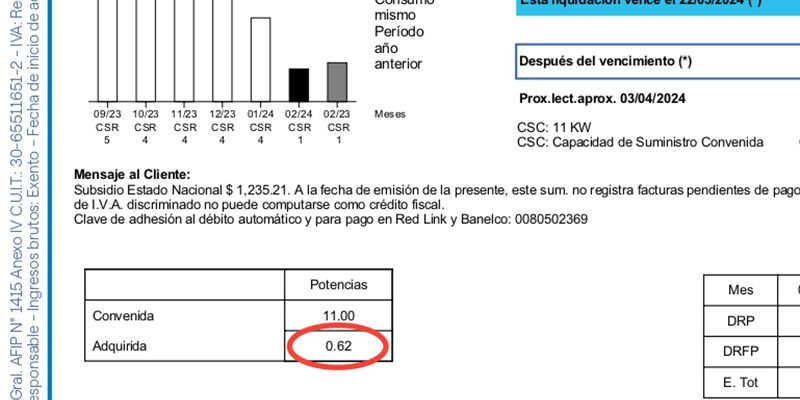 Gral. AFIP N° 1415 Anexo IV C.U.I.T.: 30-65511651-2 - IVA: Re
esponsable - Ingresos brutos: Exento - Fecha de inicio de a
Consumo
mismo
Período
año
anterior
Esta liquidación vence el 22/03/2024 (*)
Después del vencimiento (*)
Prox.lect.aprox. 03/04/2024
CSC: 11 KW
CSC: Capacidad de Suministro Convenida
09/23 10/23 11/23 12/23 01/24 02/24 02/23 Meses
CSR CSR CSR CSR CSR CSR CSR
5 4 4 4 4 1 1
Mensaje al Cliente:
Subsidio Estado Nacional $ 1,235.21. A la fecha de emisión de la presente, este sum. no registra facturas pendientes de pago
de I.V.A. discriminado no puede computarse como crédito fiscal.
Clave de adhesión al débito automático y para pago en Red Link y Banelco: 0080502369
Potencias
Convenida 11.00
Adquirida 0.62
Mes
DRP
DRFP
E. Tot